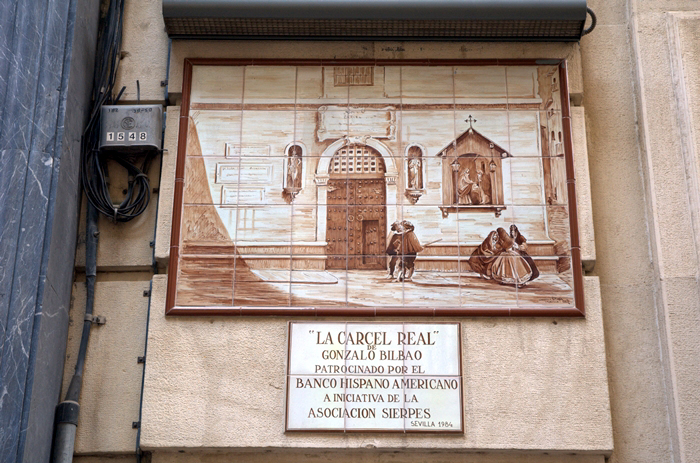 1548
"LA CARCEL REAL"
DE
GONZALO BILBAO
PATROCINADO POR EL
BANCO HISPANO AMERICANO
A INICIATIVA DE LA
ASOCIACION SIERPES
SEVILLA 1984